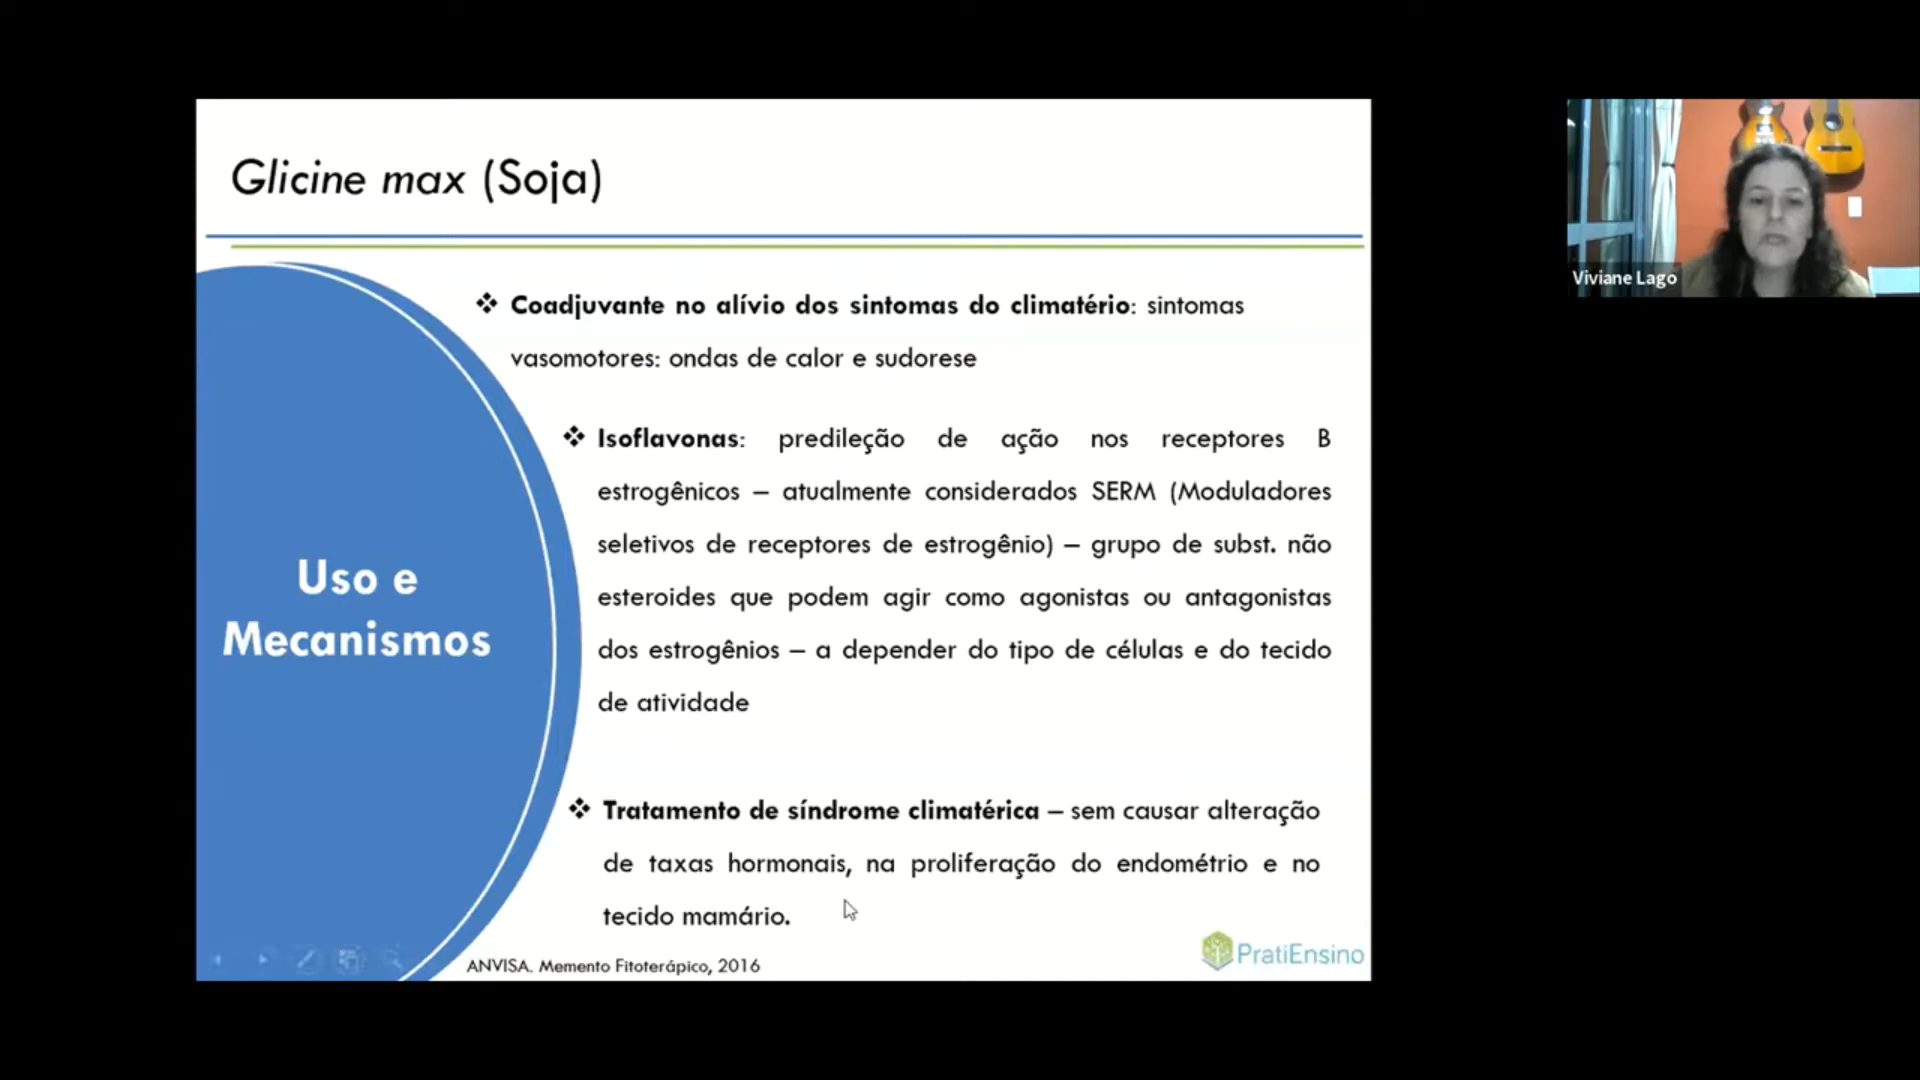 Glicine max (Soja)
Viviane Lago
❖ Coadjuvante no alívio dos sintomas do climatério: sintomas
vasomotores: ondas de calor e sudorese
❖ Isoflavonas: predileção de ação nos receptores B
estrogênicos – atualmente considerados SERM (Moduladores
seletivos de receptores de estrogênio) – grupo de subst. não
esteroides que podem agir como agonistas ou antagonistas
dos estrogênios – a depender do tipo de células e do tecido
de atividade
Uso e
Mecanismos
❖ Tratamento de síndrome climatérica – sem causar alteração
de taxas hormonais, na proliferação do endométrio e no
tecido mamário.
ANVISA. Memento Fitoterápico, 2016
PratiEnsino